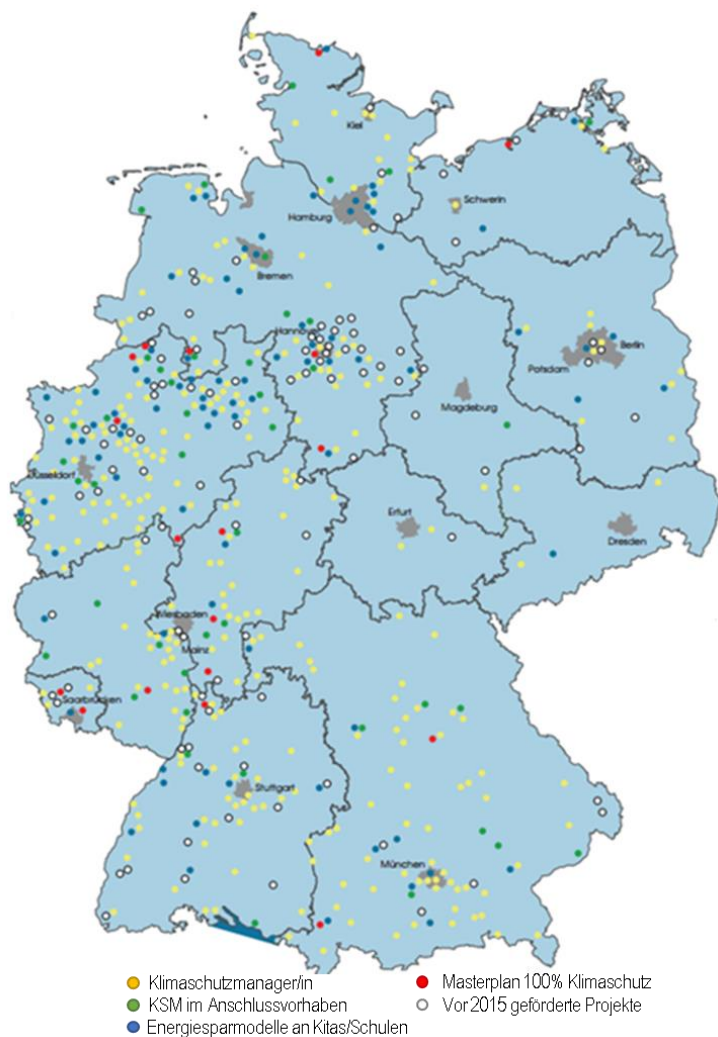 Kiel
Schwerin
Hamburg
Bremen
Hannover
Berlin
Potsdam
Magdeburg
Düsseldorf
Erfurt
Dresden
Wiesbaden
Mainz
Saarbrücken
Stuttgart
München
Klimaschutzmanager/in
Masterplan 100% Klimaschutz
KSM im Anschlussvorhaben
Vor 2015 geförderte Projekte
Energiesparmodelle an Kitas/Schulen